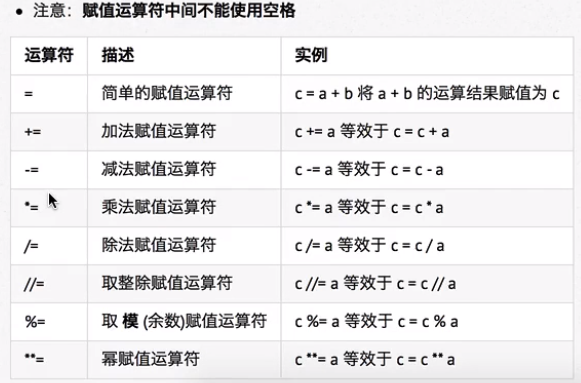 • 注意：赋值运算符中间不能使用空格
运算符 描述 实例
= 简单的赋值运算符 c = a + b 将 a + b 的运算结果赋值为 c
+= 加法赋值运算符 c += a 等效于 c = c + a
-= 减法赋值运算符 c -= a 等效于 c = c - a
*= 乘法赋值运算符 c *= a 等效于 c = c * a
/= 除法赋值运算符 c /= a 等效于 c = c / a
//= 取整除赋值运算符 c //= a 等效于 c = c // a
%= 取 模 (余数)赋值运算符 c %= a 等效于 c = c % a
**= 幂赋值运算符 c **= a 等效于 c = c ** a